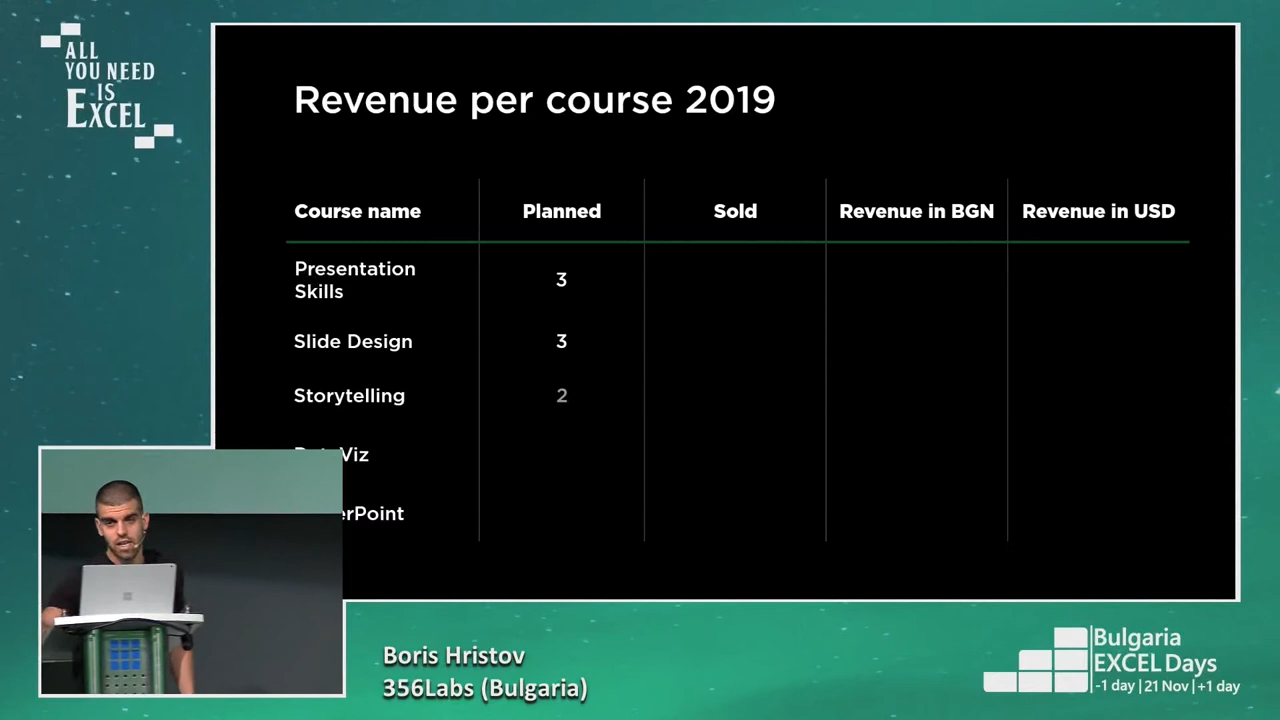 ALL
YOU NEED
IS
EXCEL
Revenue per course 2019
Course name Planned Sold Revenue in BGN Revenue in USD
Presentation
Skills 3
Slide Design 3
Storytelling 2
Viz
erPoint
Boris Hristov
356Labs (Bulgaria)
Bulgaria
EXCEL Days
-1 day | 21 Nov | +1 day